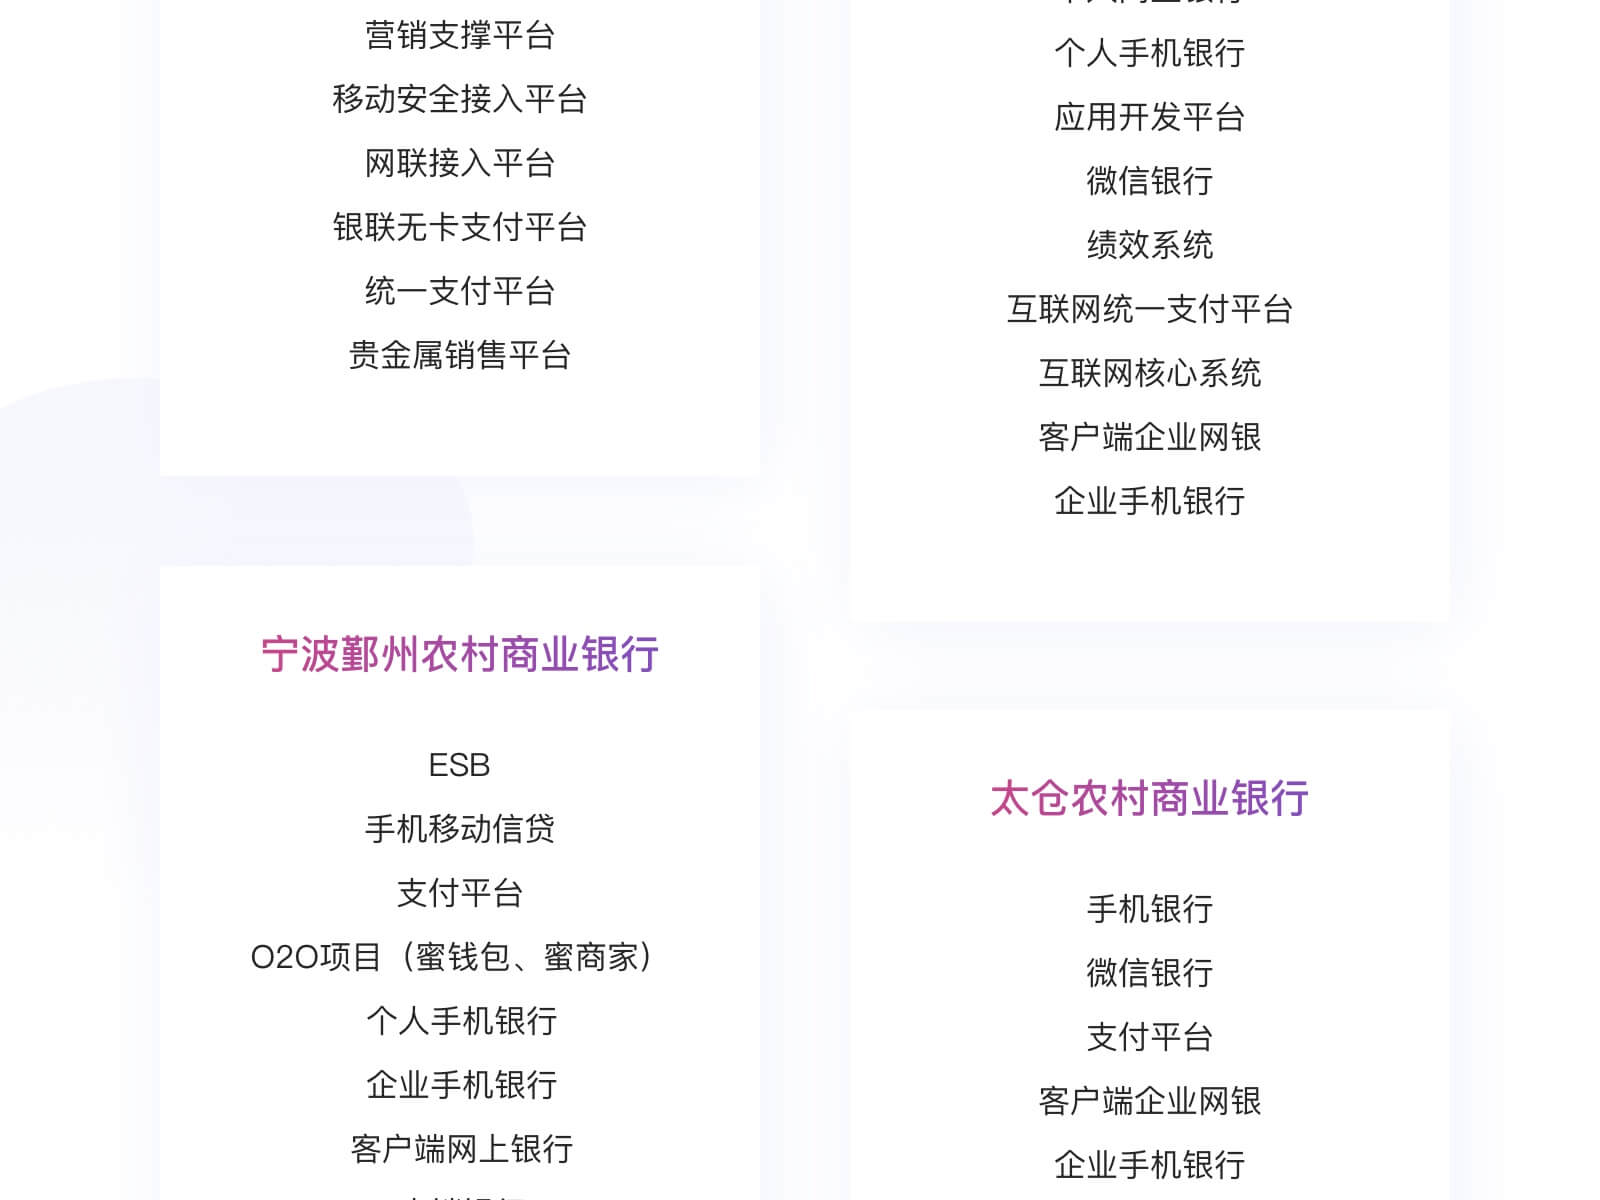 营销支撑平台
移动安全接入平台
网联接入平台
银联无卡支付平台
统一支付平台
贵金属销售平台
个人手机银行
应用开发平台
微信银行
绩效系统
互联网统一支付平台
互联网核心系统
客户端企业网银
企业手机银行
宁波鄞州农村商业银行
ESB
手机移动信贷
支付平台
O2O项目（蜜钱包、蜜商家）
个人手机银行
企业手机银行
客户端网上银行
太仓农村商业银行
手机银行
微信银行
支付平台
客户端企业网银
企业手机银行